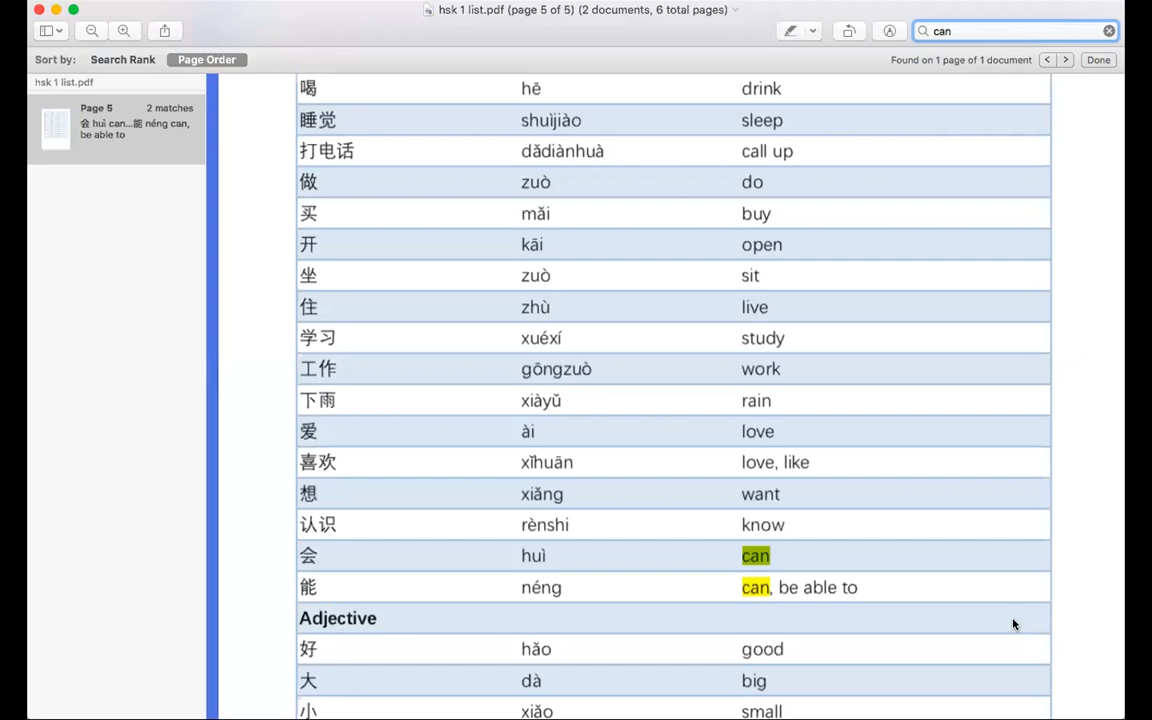 hsk 1 list.pdf (page 5 of 5) (2 documents, 6 total pages)
can
Sort by: Search Rank Page Order Found on 1 page of 1 document Done
hsk 1 list.pdf
Page 5 2 matches
会 huì can...能 néng can,
be able to
喝 hē drink
睡觉 shuìjiào sleep
打电话 dǎdiànhuà call up
做 zuò do
买 mǎi buy
开 kāi open
坐 zuò sit
住 zhù live
学习 xuéxí study
工作 gōngzuò work
下雨 xiàyǔ rain
爱 ài love
喜欢 xǐhuān love, like
想 xiǎng want
认识 rènshi know
会 huì can
能 néng can, be able to
Adjective
好 hǎo good
大 dà big
小 xiǎo small